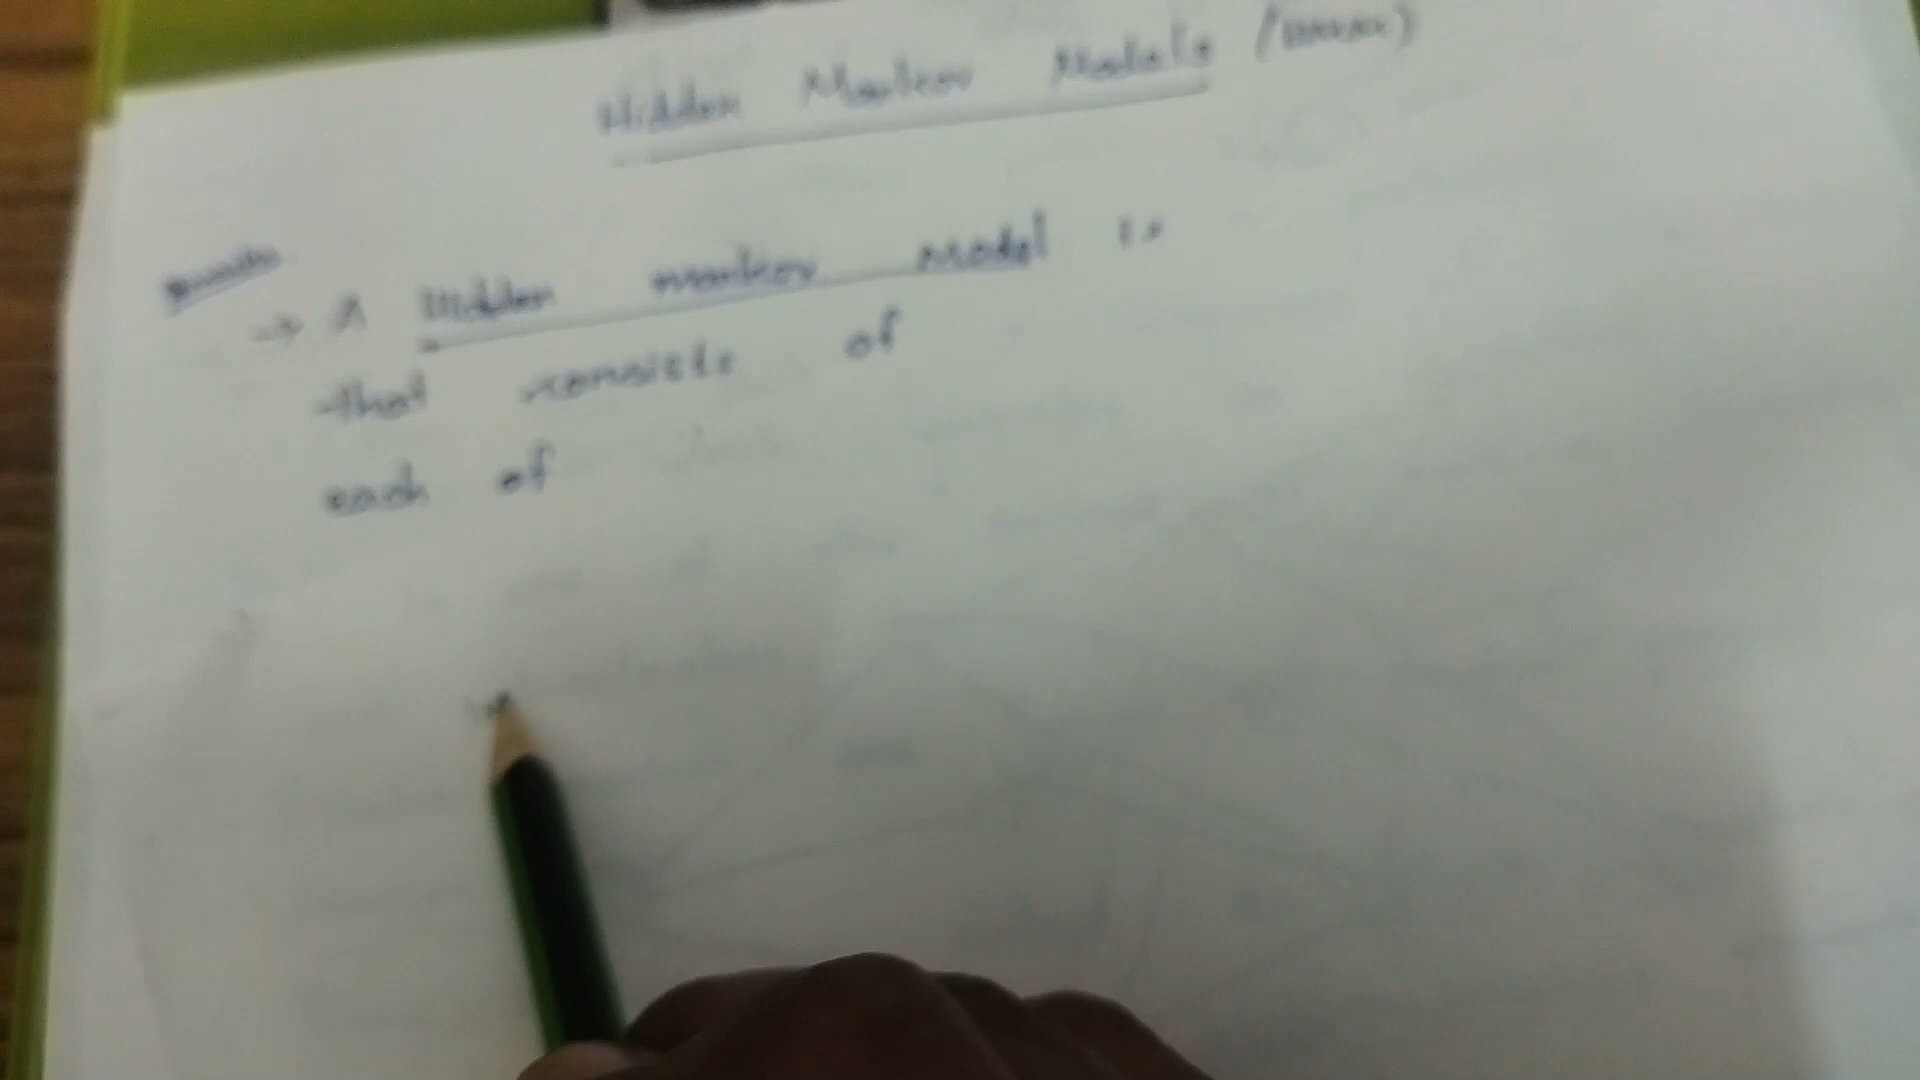 Hidden Markov Models (HMM)
→ A Hidden markov model is
that consists of
each of